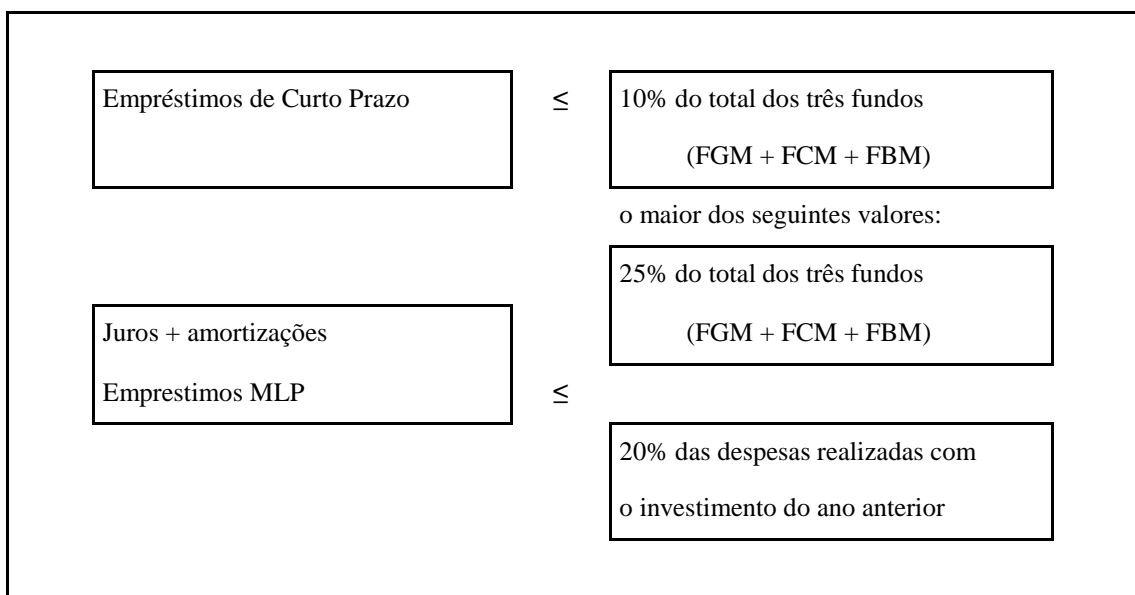 Empréstimos de Curto Prazo
≤
10% do total dos três fundos
(FGM + FCM + FBM)
o maior dos seguintes valores:
25% do total dos três fundos
(FGM + FCM + FBM)
Juros + amortizações
Emprestimos MLP
≤
20% das despesas realizadas com
o investimento do ano anterior